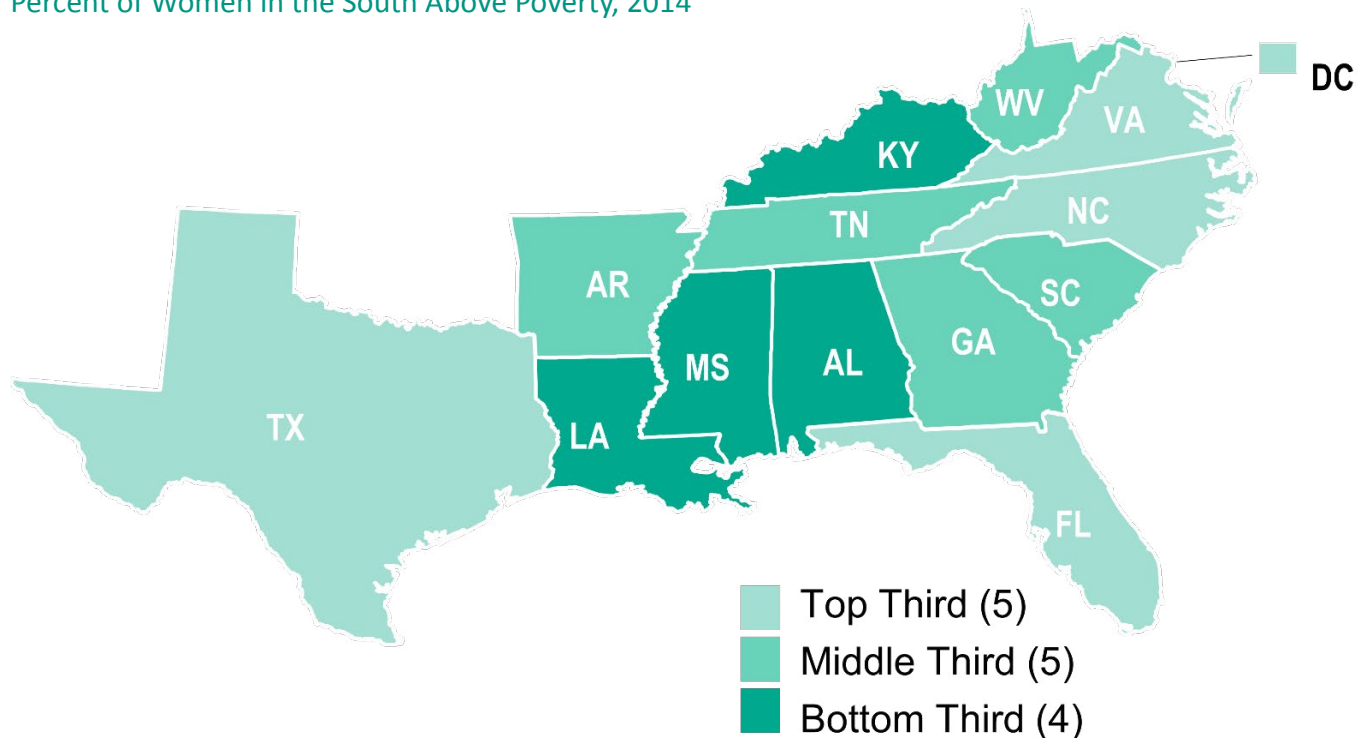 Percent of Women in the South Above Poverty, 2014
DC
WV
VA
KY
NC
TN
AR
SC
GA
MS
AL
TX
LA
FL
Top Third (5)
Middle Third (5)
Bottom Third (4)